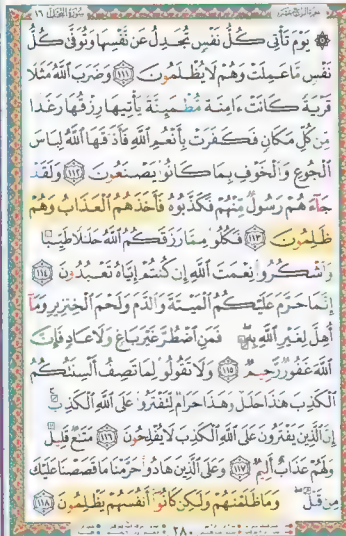 سورة النحل ١٦
۞ يَوْمَ تَأْتِى كُلُّ نَفْسٍ تُجَـٰدِلُ عَن نَّفْسِهَا وَتُوَفَّىٰ كُلُّ
نَفْسٍ مَّا عَمِلَتْ وَهُمْ لَا يُظْلَمُونَ ١١١ وَضَرَبَ ٱللَّهُ مَثَلًا
قَرْيَةً كَانَتْ ءَامِنَةً مُّطْمَئِنَّةً يَأْتِيهَا رِزْقُهَا رَغَدًا
مِّن كُلِّ مَكَانٍ فَكَفَرَتْ بِأَنْعُمِ ٱللَّهِ فَأَذَٰقَهَا ٱللَّهُ لِبَاسَ
ٱلْجُوعِ وَٱلْخَوْفِ بِمَا كَانُوا۟ يَصْنَعُونَ ١١٢ وَلَقَدْ
جَآءَهُمْ رَسُولٌ مِّنْهُمْ فَكَذَّبُوهُ فَأَخَذَهُمُ ٱلْعَذَابُ وَهُمْ
ظَـٰلِمُونَ ١١٣ فَكُلُوا۟ مِمَّا رَزَقَكُمُ ٱللَّهُ حَلَـٰلًا طَيِّبًا
وَٱشْكُرُوا۟ نِعْمَتَ ٱللَّهِ إِن كُنتُمْ إِيَّاهُ تَعْبُدُونَ ١١٤
إِنَّمَا حَرَّمَ عَلَيْكُمُ ٱلْمَيْتَةَ وَٱلدَّمَ وَلَحْمَ ٱلْخِنزِيرِ وَمَآ
أُهِلَّ لِغَيْرِ ٱللَّهِ بِهِۦ فَمَنِ ٱضْطُرَّ غَيْرَ بَاغٍ وَلَا عَادٍ فَإِنَّ
ٱللَّهَ غَفُورٌ رَّحِيمٌ ١١٥ وَلَا تَقُولُوا۟ لِمَا تَصِفُ أَلْسِنَتُكُمُ
ٱلْكَذِبَ هَـٰذَا حَلَـٰلٌ وَهَـٰذَا حَرَامٌ لِّتَفْتَرُوا۟ عَلَى ٱللَّهِ ٱلْكَذِبَ
إِنَّ ٱلَّذِينَ يَفْتَرُونَ عَلَى ٱللَّهِ ٱلْكَذِبَ لَا يُفْلِحُونَ ١١٦ مَتَـٰعٌ قَلِيلٌ
وَلَهُمْ عَذَابٌ أَلِيمٌ ١١٧ وَعَلَى ٱلَّذِينَ هَادُوا۟ حَرَّمْنَا مَا قَصَصْنَا عَلَيْكَ
مِن قَبْلُ وَمَا ظَلَمْنَـٰهُمْ وَلَـٰكِن كَانُوٓا۟ أَنفُسَهُمْ يَظْلِمُونَ ١١٨
٢٨٠